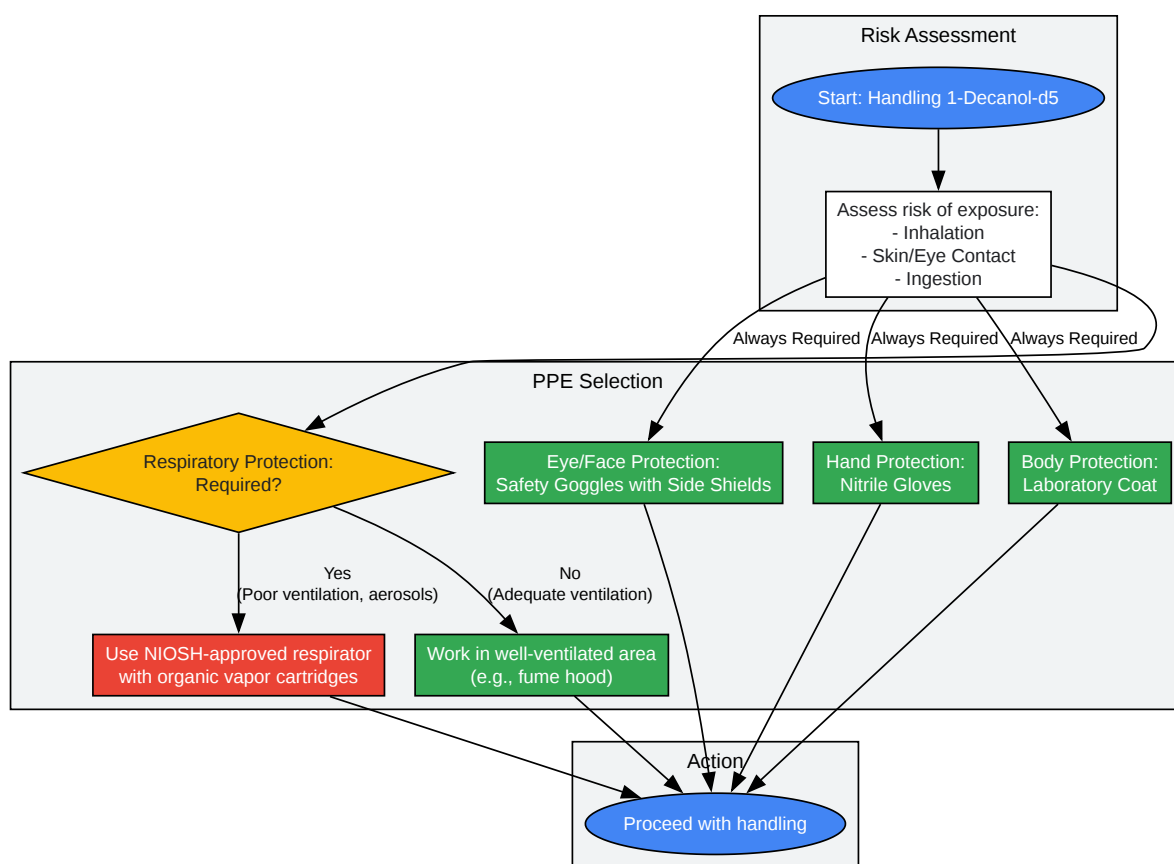 Risk Assessment
Start: Handling 1-Decanol-d5
Assess risk of exposure:
- Inhalation
- Skin/Eye Contact
- Ingestion
Always Required
Always Required
Always Required
PPE Selection
Respiratory Protection:
Required?
Eye/Face Protection:
Safety Goggles with Side Shields
Hand Protection:
Nitrile Gloves
Body Protection:
Laboratory Coat
Yes
(Poor ventilation, aerosols)
No
(Adequate ventilation)
Use NIOSH-approved respirator
with organic vapor cartridges
Work in well-ventilated area
(e.g., fume hood)
Action
Proceed with handling